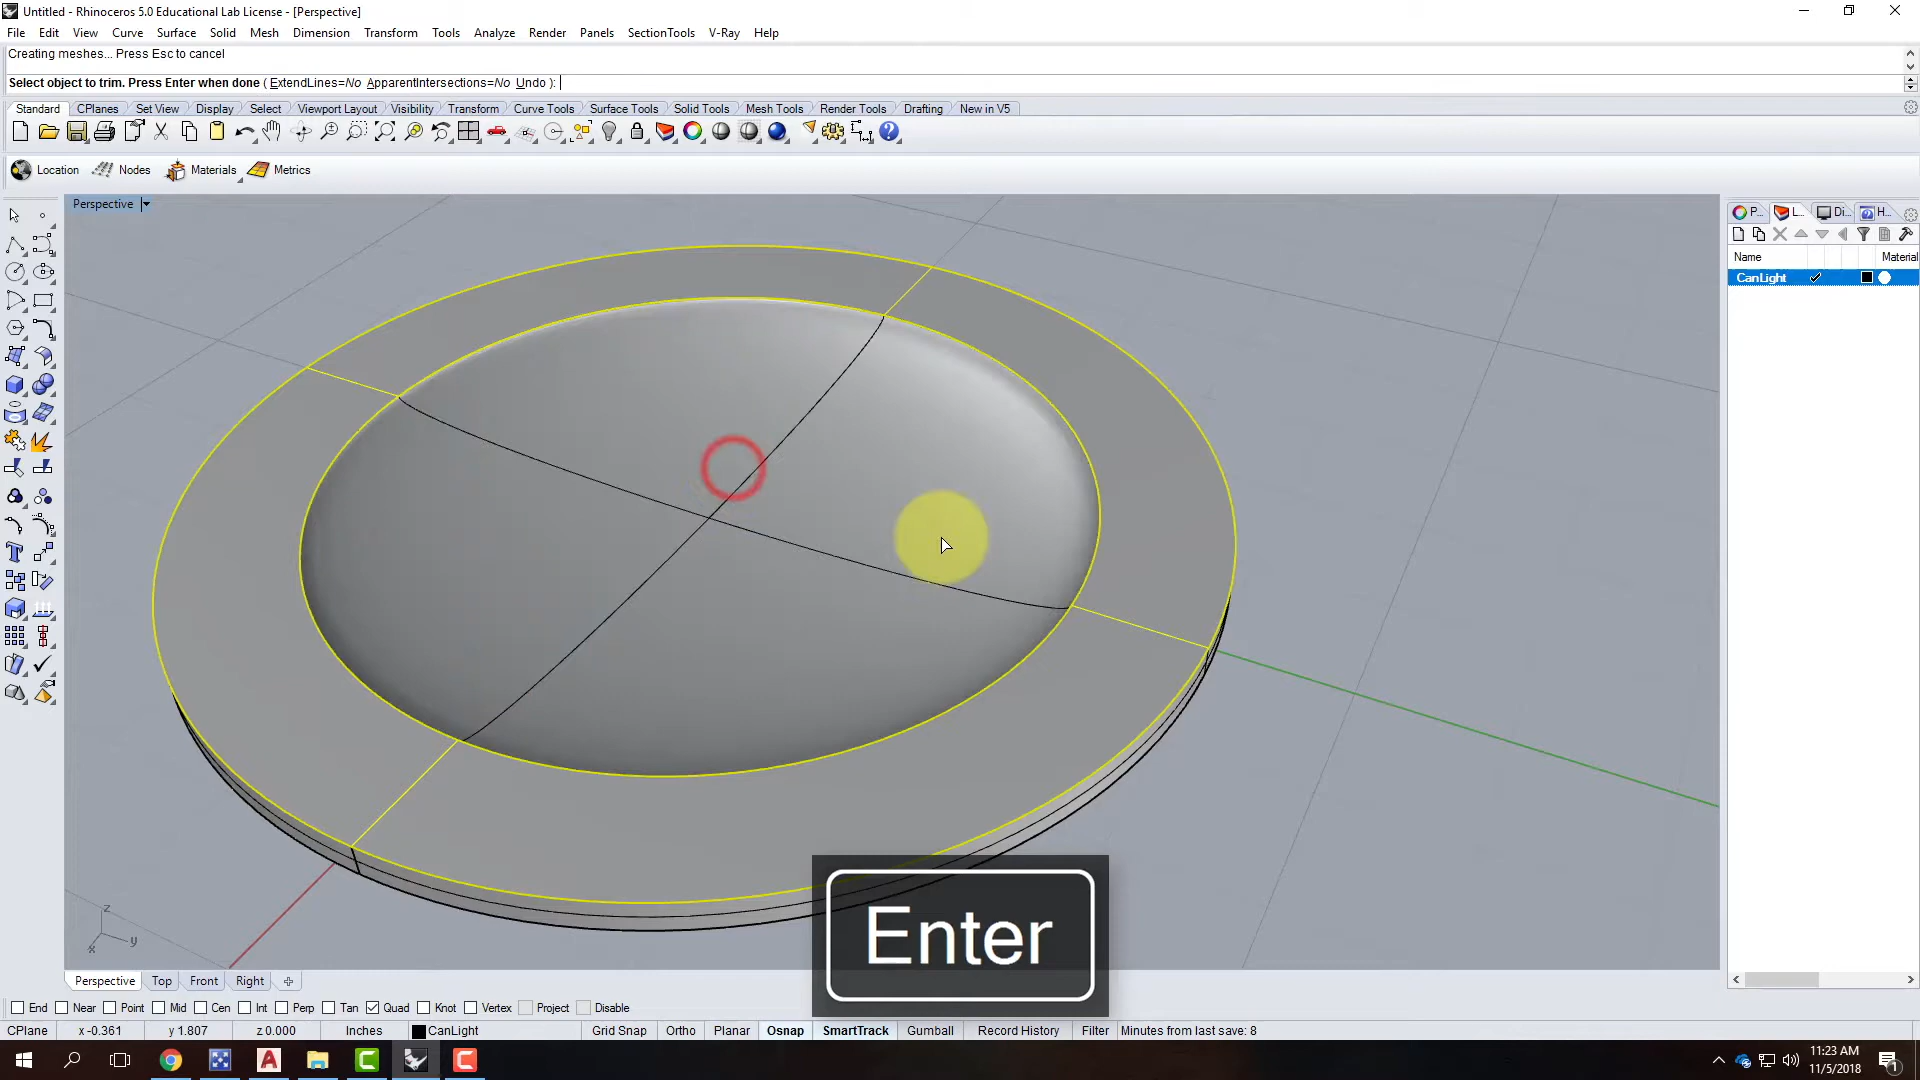 Untitled - Rhinoceros 5.0 Educational Lab License - [Perspective]
File Edit View Curve Surface Solid Mesh Dimension Transform Tools Analyze Render Panels SectionTools V-Ray Help
Creating meshes... Press Esc to cancel
Select object to trim. Press Enter when done ( ExtendLines=No ApparentIntersections=No Undo ):
Standard CPlanes Set View Display Select Viewport Layout Visibility Transform Curve Tools Surface Tools Solid Tools Mesh Tools Render Tools Drafting New in V5
Location Nodes Materials Metrics
Perspective
P... L... Di... H...
Name Material
CanLight
z
y
x
Enter
Perspective Top Front Right
End Near Point Mid Cen Int Perp Tan Quad Knot Vertex Project Disable
CPlane x -0.361 y 1.807 z 0.000 Inches CanLight Grid Snap Ortho Planar Osnap SmartTrack Gumball Record History Filter Minutes from last save: 8
11:23 AM
11/5/2018
1